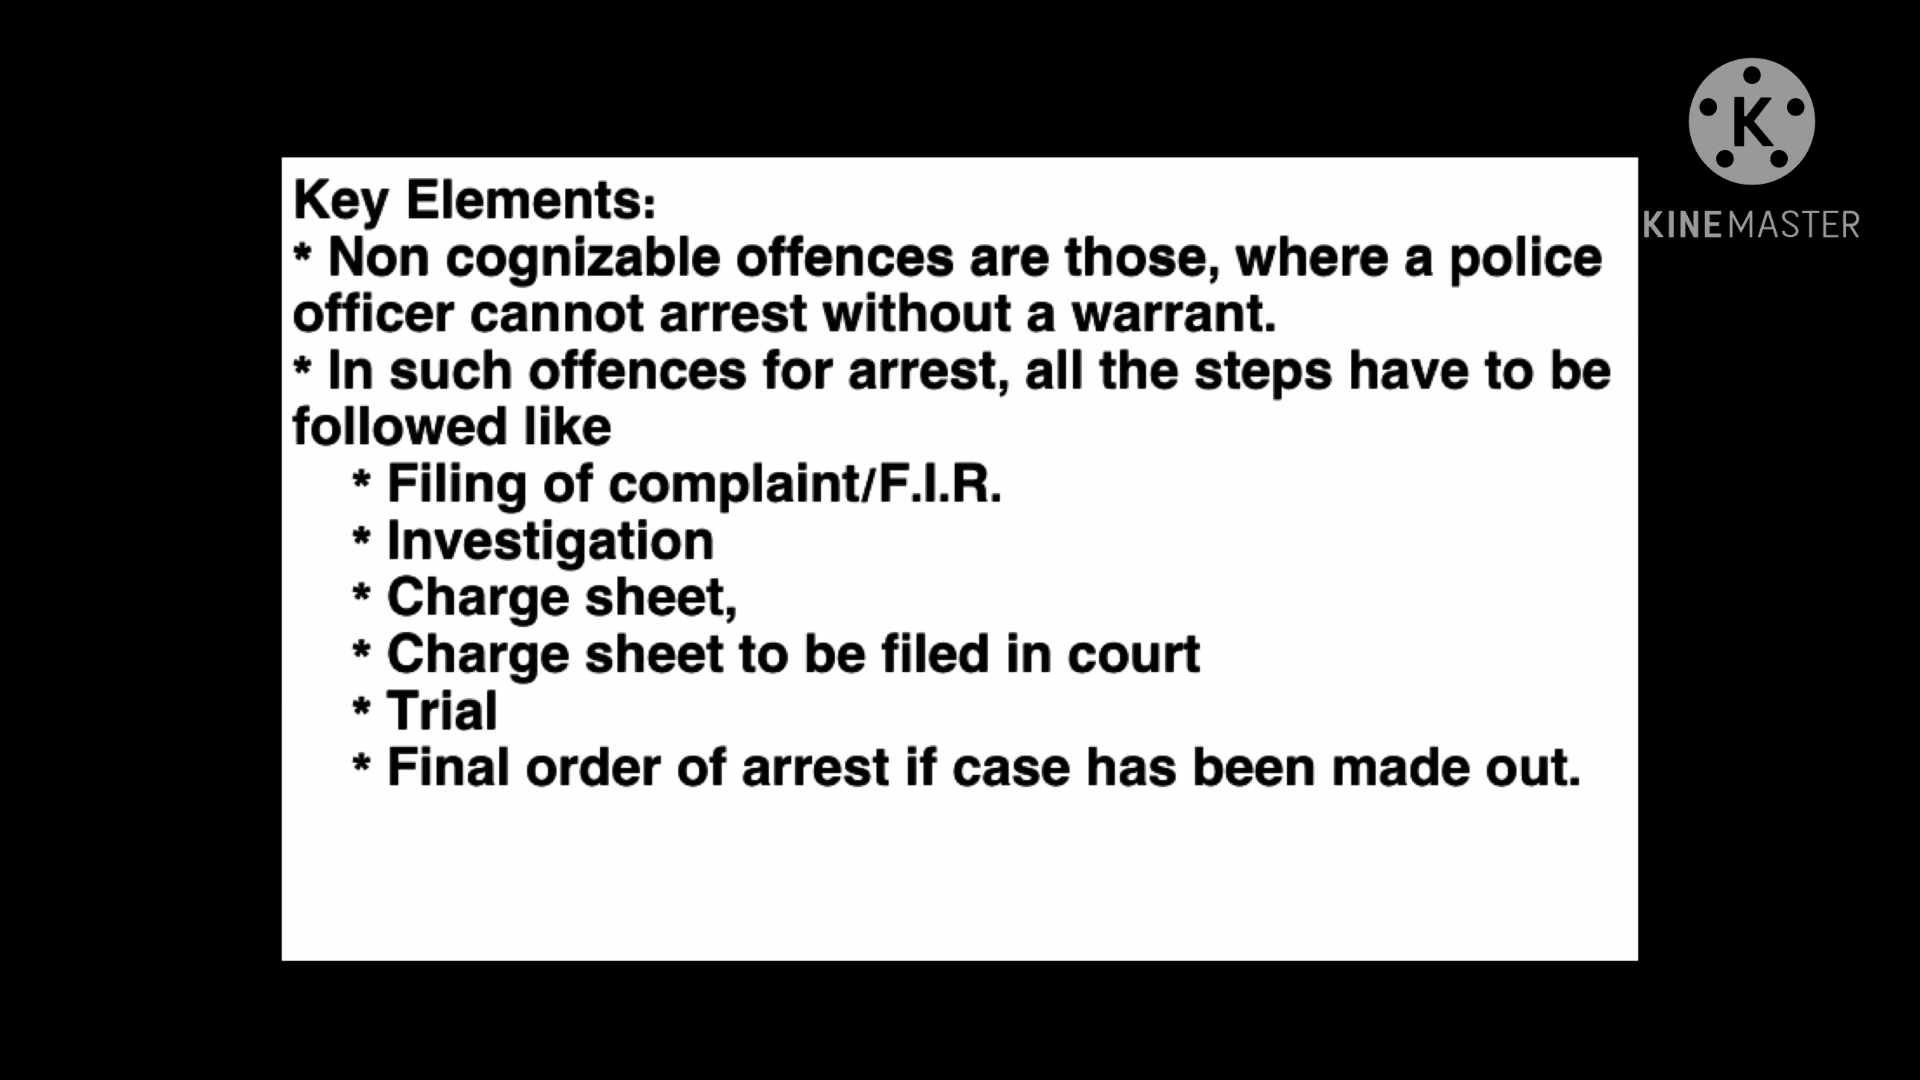 Key Elements:
* Non cognizable offences are those, where a police
officer cannot arrest without a warrant.
* In such offences for arrest, all the steps have to be
followed like
* Filing of complaint/F.I.R.
* Investigation
* Charge sheet,
* Charge sheet to be filed in court
* Trial
* Final order of arrest if case has been made out.
K
KINEMASTER